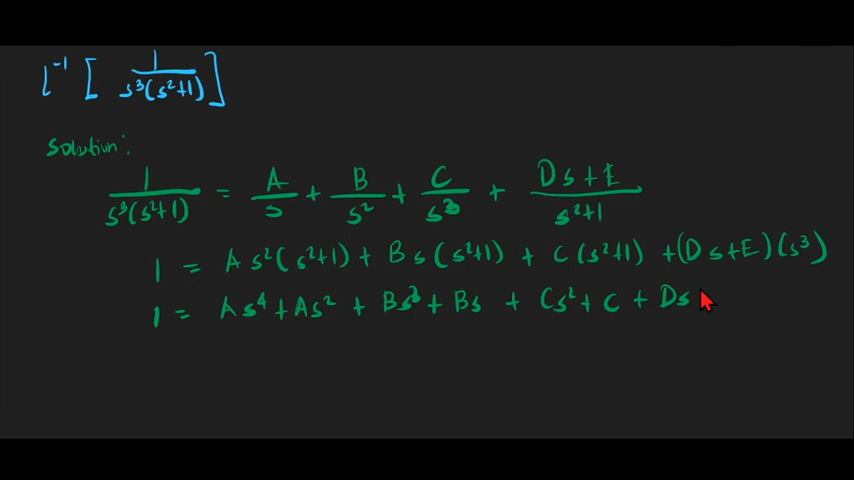 L⁻¹ [ 1/(s³(s²+1)) ]
Solution:
1/(s³(s²+1)) = A/s + B/s² + C/s³ + (Ds+E)/(s²+1)
1 = As²(s²+1) + Bs(s²+1) + C(s²+1) + (Ds+E)(s³)
1 = As⁴ + As² + Bs³ + Bs + Cs² + C + Ds